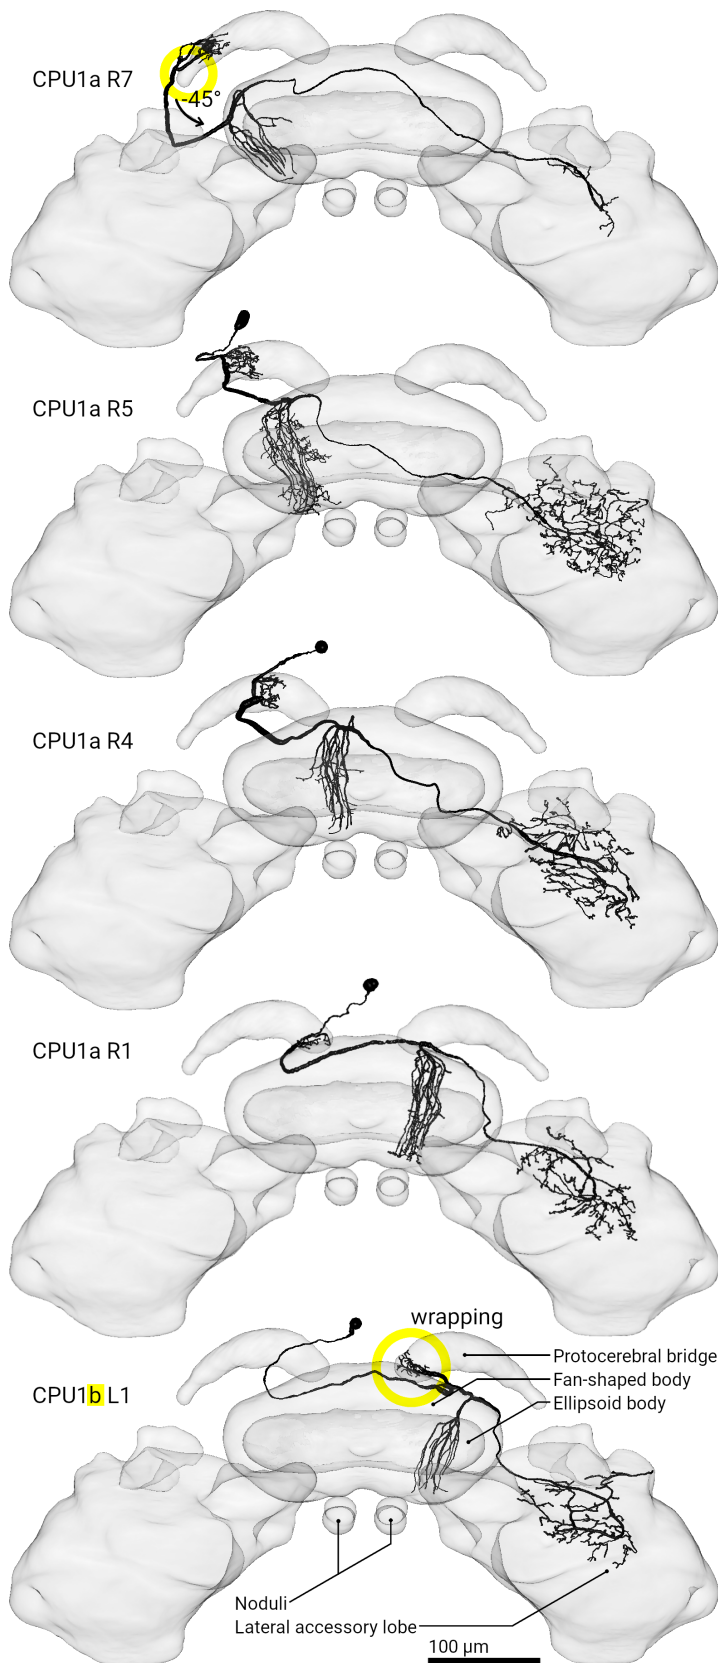 CPU1a R7
-45°
CPU1a R5
CPU1a R4
CPU1a R1
wrapping
Protocerebral bridge
Fan-shaped body
CPU1b L1
Ellipsoid body
Noduli
Lateral accessory lobe
100 µm